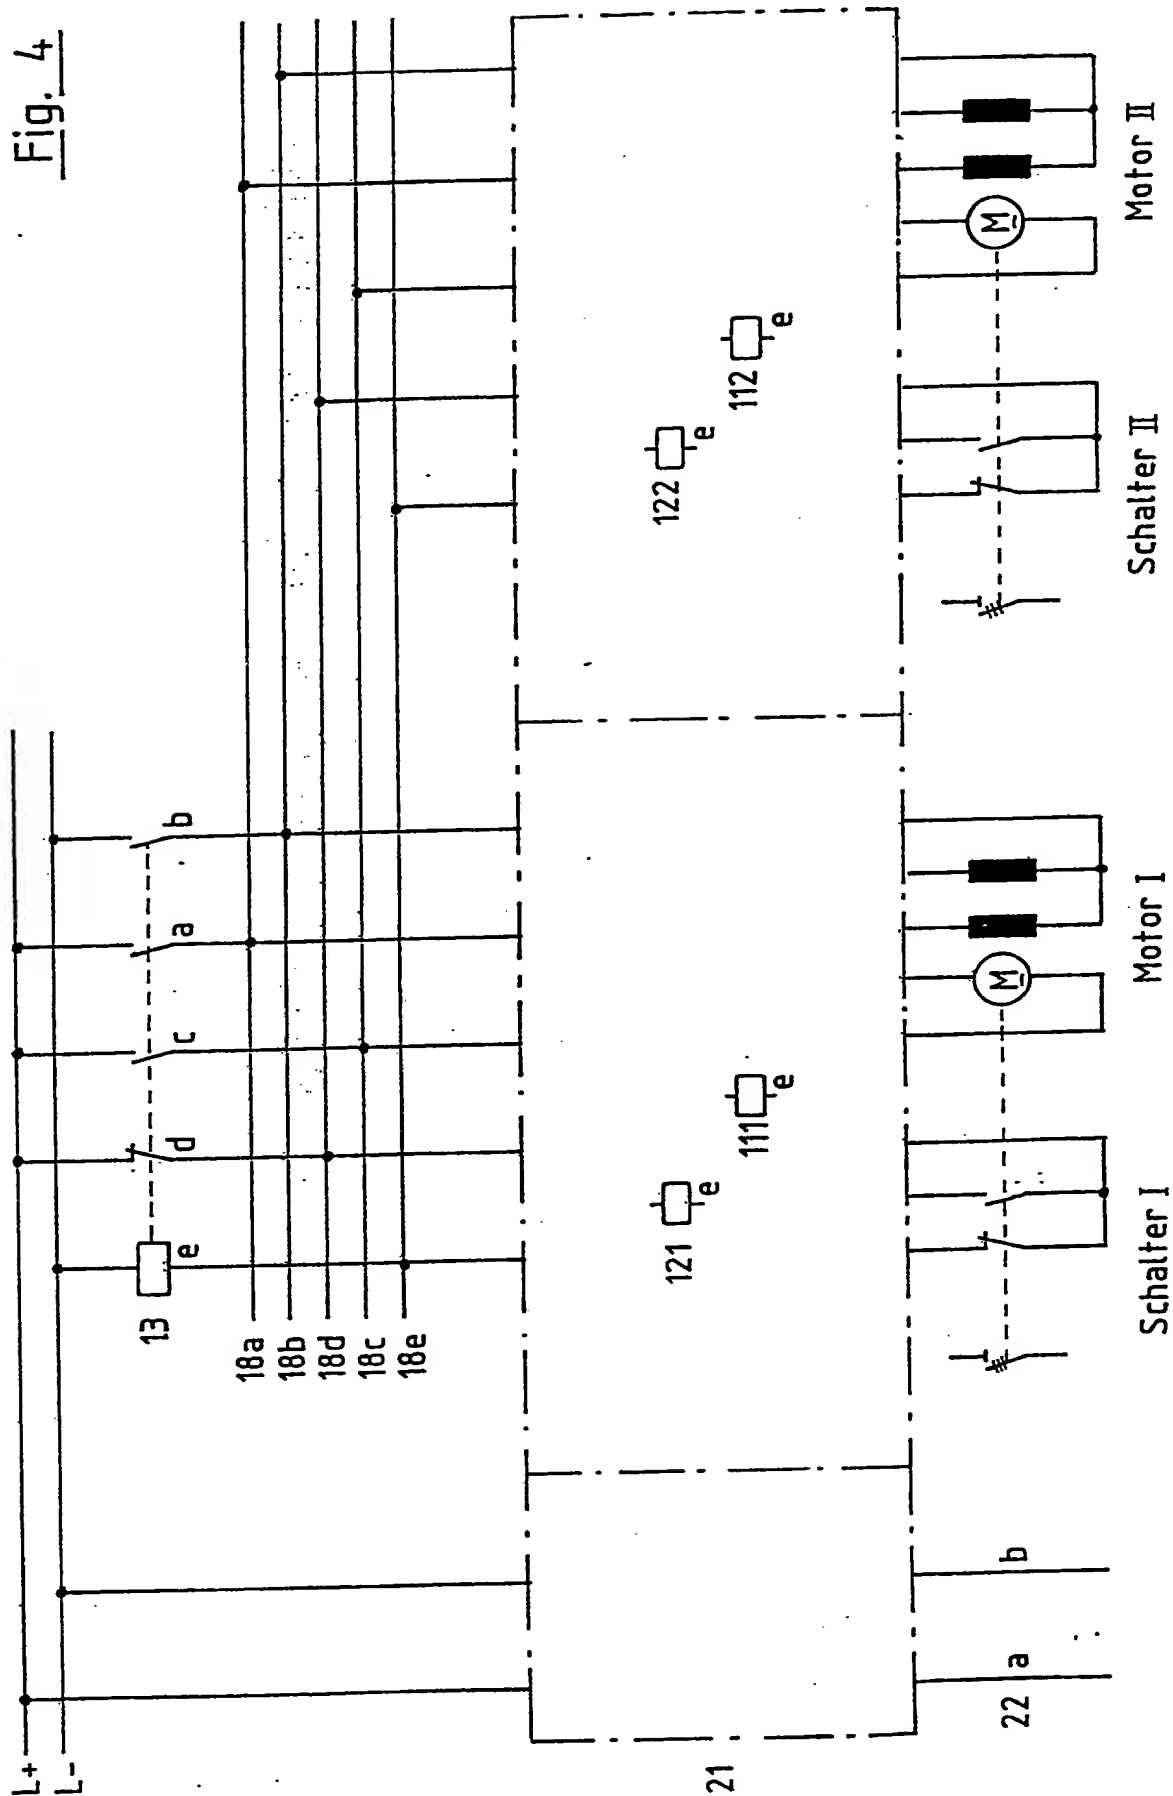 Fig. 4
L+
L-
13
e
d
c
a
b
18a
18b
18d
18c
18e
121
e
111
e
122
e
112
e
21
22
a
b
M
M
Schalter I
Motor I
Schalter II
Motor II